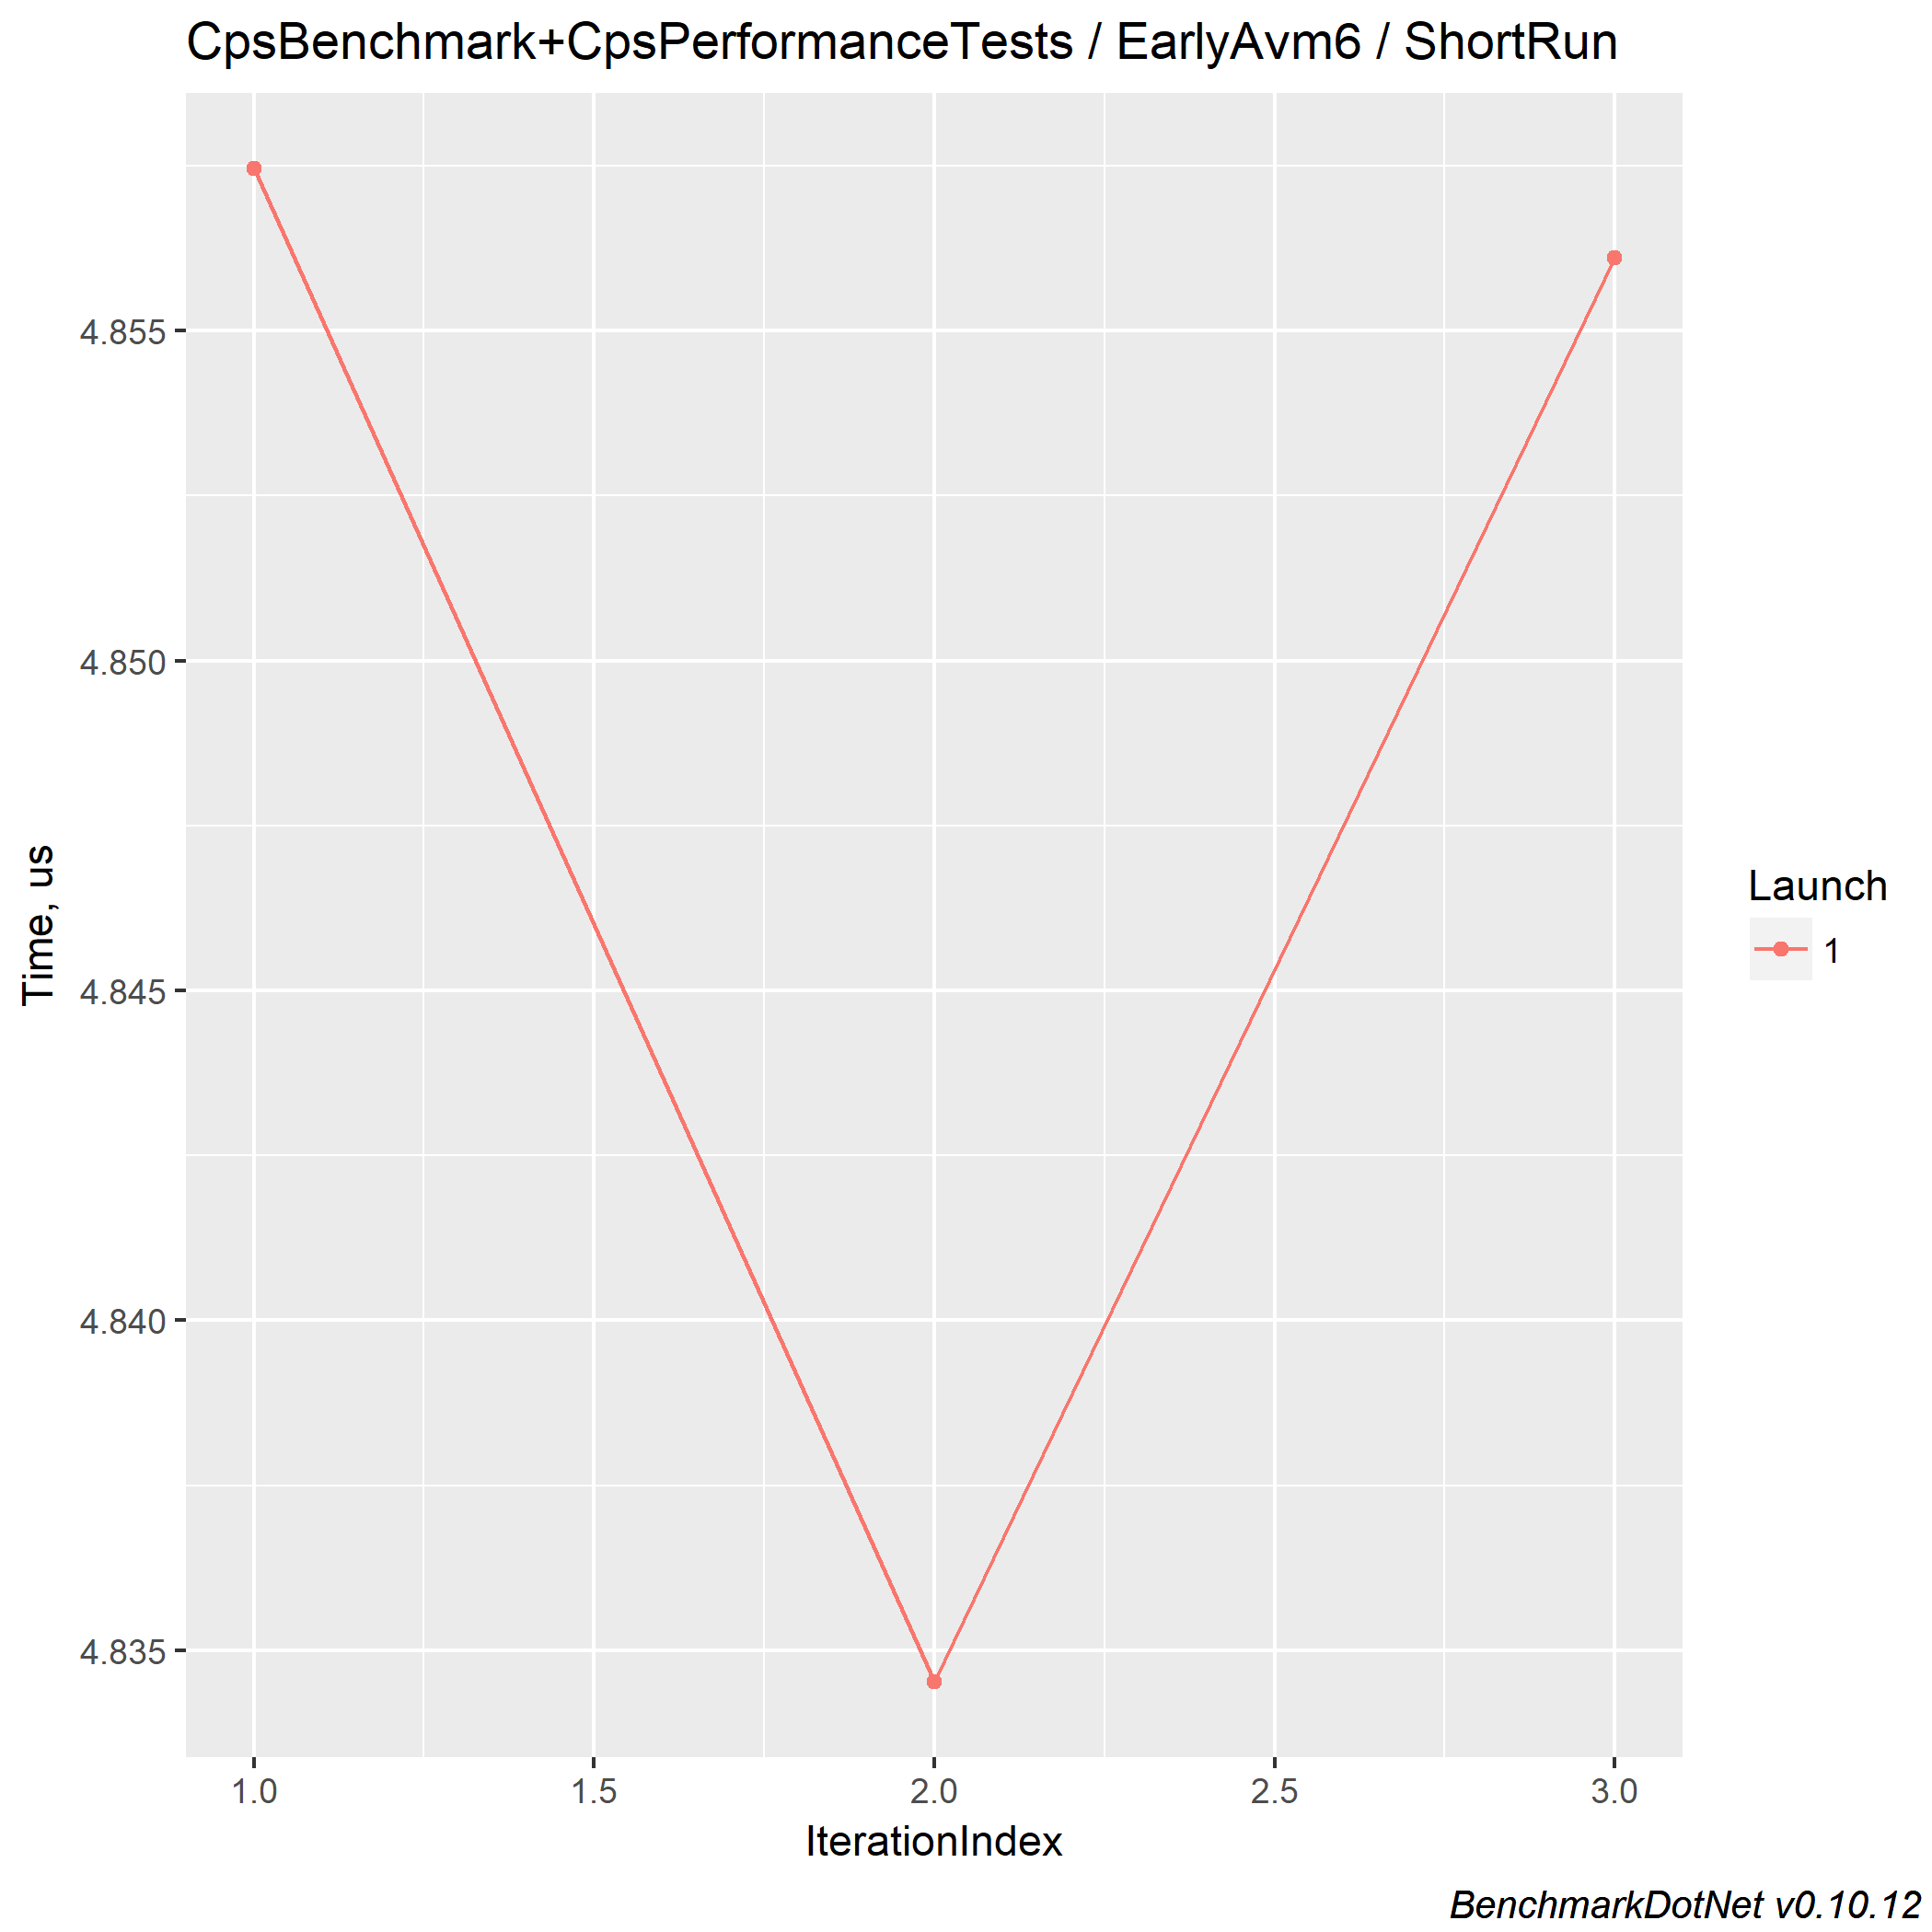 CpsBenchmark+CpsPerformanceTests / EarlyAvm6 / ShortRun
Time, us
4.855
4.850
4.845
4.840
4.835
1.0 1.5 2.0 2.5 3.0
IterationIndex
Launch
1
BenchmarkDotNet v0.10.12